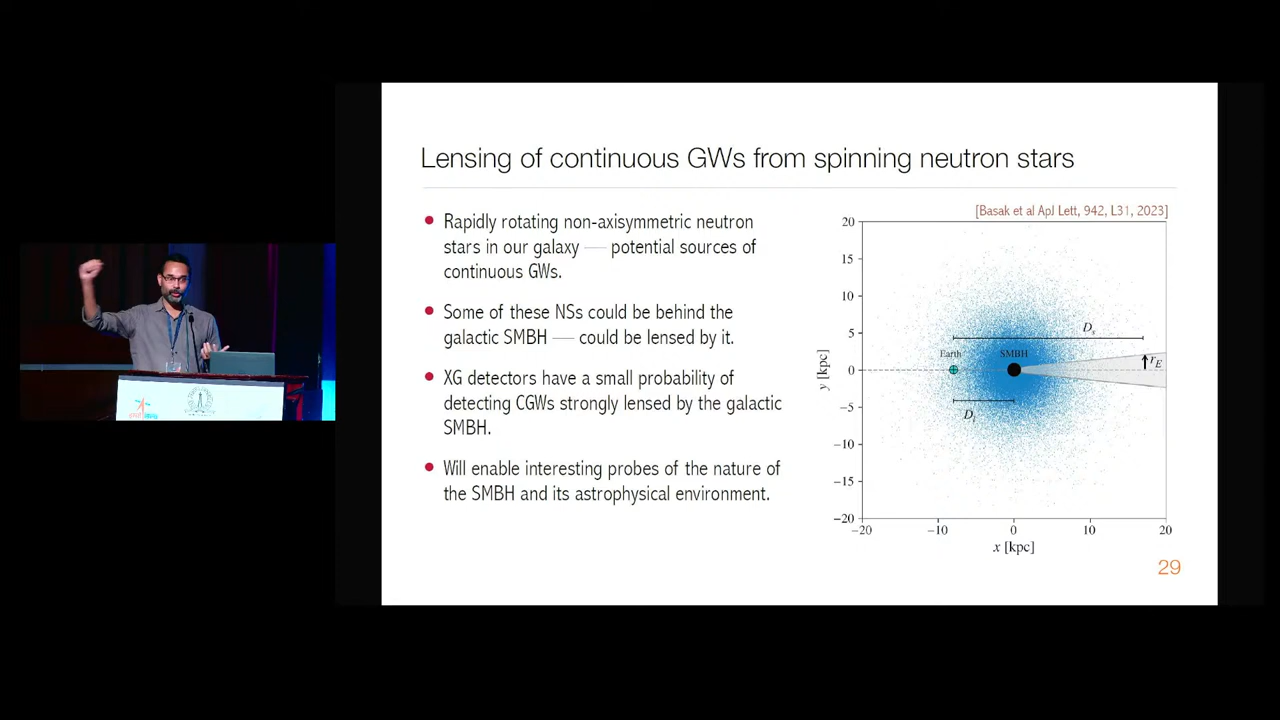 Lensing of continuous GWs from spinning neutron stars
Rapidly rotating non-axisymmetric neutron
stars in our galaxy — potential sources of
continuous GWs.
Some of these NSs could be behind the
galactic SMBH — could be lensed by it.
XG detectors have a small probability of
detecting CGWs strongly lensed by the galactic
SMBH.
Will enable interesting probes of the nature of
the SMBH and its astrophysical environment.
[Basak et al ApJ Lett, 942, L31, 2023]
20
15
10
5
0
−5
−10
−15
−20
y [kpc]
Earth
SMBH
D_s
r_E
−20
−10
0
10
20
x [kpc]
29